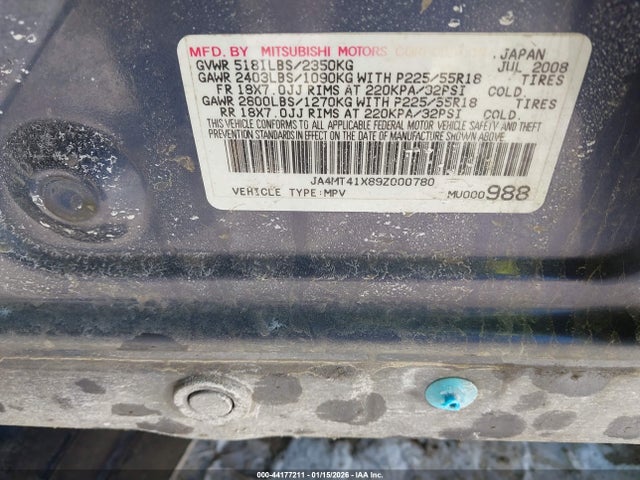 MFD. BY MITSUBISHI MOTORS CORPORATION JAPAN
GVWR 5181LBS/2350KG JUL 2008
GAWR 2403LBS/1090KG WITH P225/55R18 TIRES
FR 18X7.0JJ RIMS AT 220KPA/32PSI COLD.
GAWR 2800LBS/1270KG WITH P225/55R18 TIRES
RR 18X7.0JJ RIMS AT 220KPA/32PSI COLD.
THIS VEHICLE CONFORMS TO ALL APPLICABLE FEDERAL MOTOR VEHICLE SAFETY AND THEFT
PREVENTION STANDARDS IN EFFECT ON THE DATE OF MANUFACTURE SHOWN ABOVE.
JA4MT41X89Z000780
VEHICLE TYPE:MPV MU000988
000-44177211 - 01/15/2026 - IAA Inc.